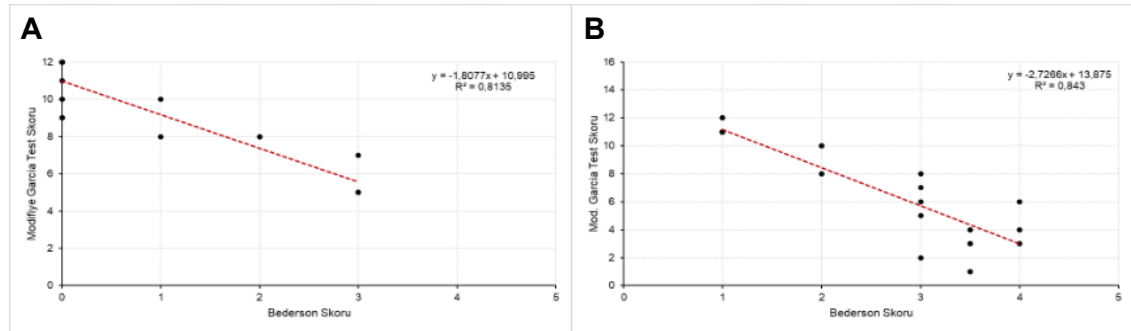 A
12
10
8
6
4
2
0
0 1 2 3 4 5
Modifiye Garcia Test Skoru
Bederson Skoru
y = -1,8077x + 10,995
R² = 0,8135
B
16
14
12
10
8
6
4
2
0
0 1 2 3 4 5
Mod. Garcia Test Skoru
Bederson Skoru
y = -2,7266x + 13,875
R² = 0,843